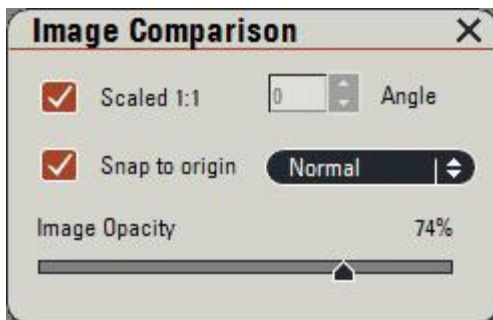 Image Comparison
Scaled 1:1 0 Angle
Snap to origin Normal
Image Opacity 74%